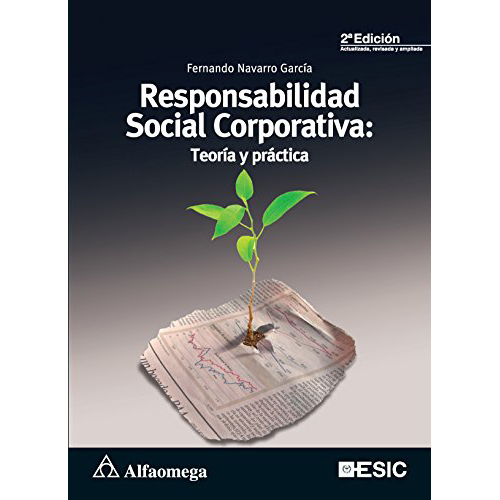 2ª Edición
Actualizada, revisada y ampliada
Fernando Navarro García
Responsabilidad
Social Corporativa:
Teoría y práctica
Alfaomega
ESIC